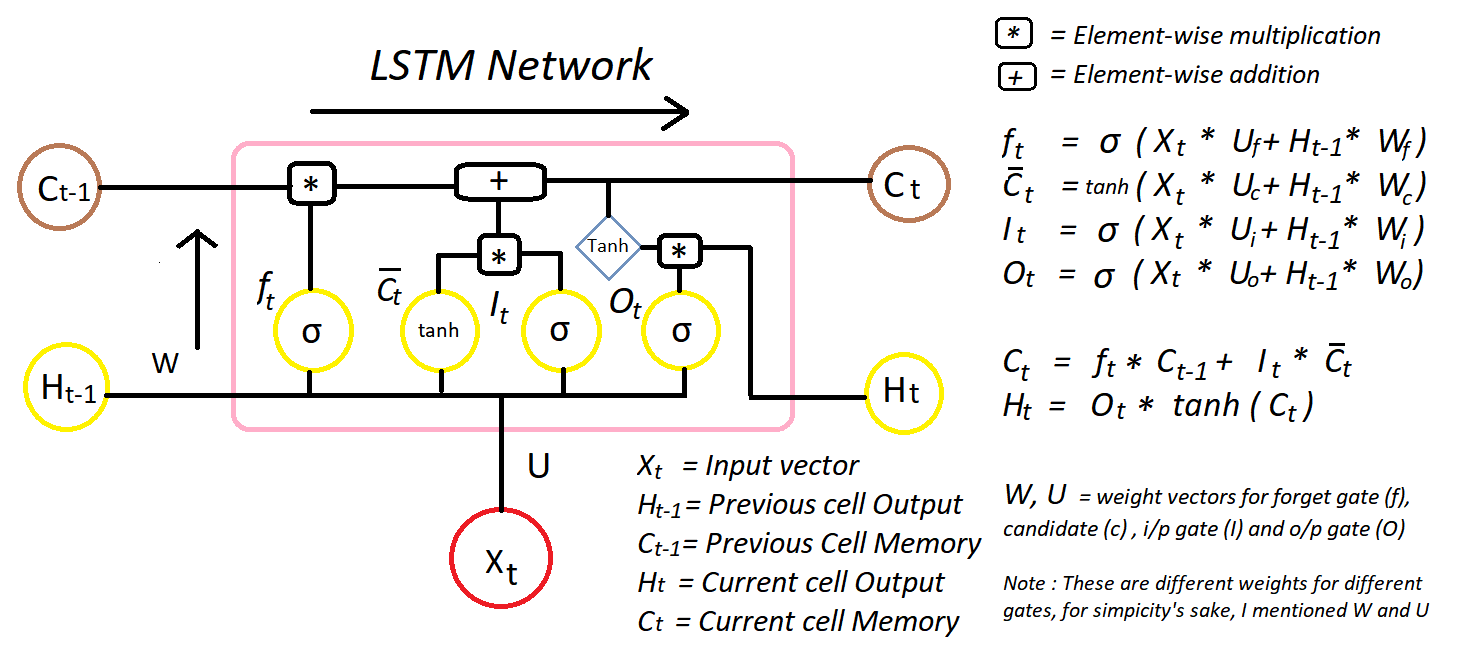 LSTM Network
* = Element-wise multiplication
+ = Element-wise addition
Ct-1
*
+
Ct
Tanh
*
*
ft
C̅t
It
Ot
σ
tanh
σ
σ
W
Ht-1
Ht
U
Xt
ft = σ ( Xt * Uf + Ht-1 * Wf )
C̅t = tanh ( Xt * Uc + Ht-1 * Wc )
It = σ ( Xt * Ui + Ht-1 * Wi )
Ot = σ ( Xt * Uo + Ht-1 * Wo )
Ct = ft * Ct-1 + It * C̅t
Ht = Ot * tanh ( Ct )
Xt = Input vector
Ht-1 = Previous cell Output
Ct-1 = Previous Cell Memory
Ht = Current cell Output
Ct = Current cell Memory
W, U = weight vectors for forget gate (f),
candidate (c) , i/p gate (I) and o/p gate (O)
Note : These are different weights for different
gates, for simpicity's sake, I mentioned W and U